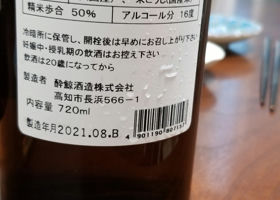 精米歩合 50% アルコール分 16度
冷暗所に保管し、開栓後は早めにお召し上がり下さい
妊娠中・授乳期の飲酒はお控え下さい
飲酒は20歳になってから
製造者 酔鯨酒造株式会社
高知市長浜566-1
内容量 720ml
製造年月2021.08.B